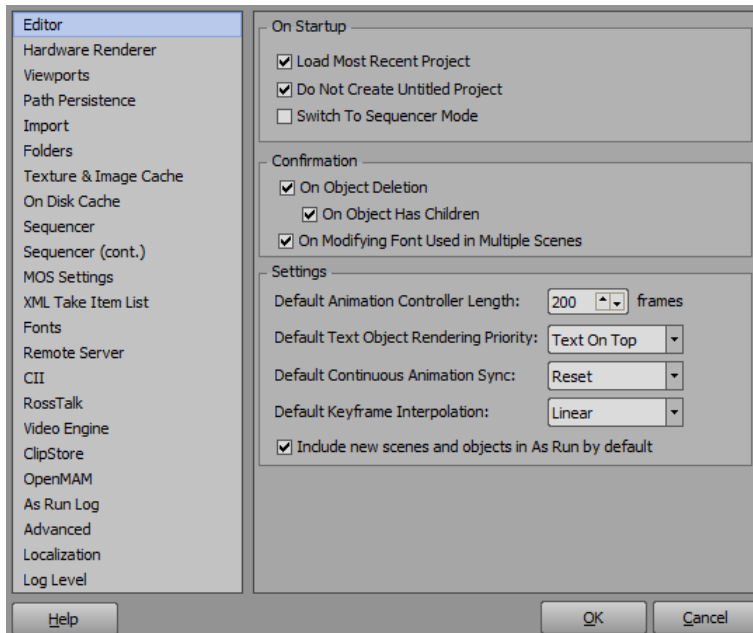 Editor
Hardware Renderer
Viewports
Path Persistence
Import
Folders
Texture & Image Cache
On Disk Cache
Sequencer
Sequencer (cont.)
MOS Settings
XML Take Item List
Fonts
Remote Server
CII
RossTalk
Video Engine
ClipStore
OpenMAM
As Run Log
Advanced
Localization
Log Level
On Startup
Load Most Recent Project
Do Not Create Untitled Project
Switch To Sequencer Mode
Confirmation
On Object Deletion
On Object Has Children
On Modifying Font Used in Multiple Scenes
Settings
Default Animation Controller Length: 200 frames
Default Text Object Rendering Priority: Text On Top
Default Continuous Animation Sync: Reset
Default Keyframe Interpolation: Linear
Include new scenes and objects in As Run by default
Help OK Cancel